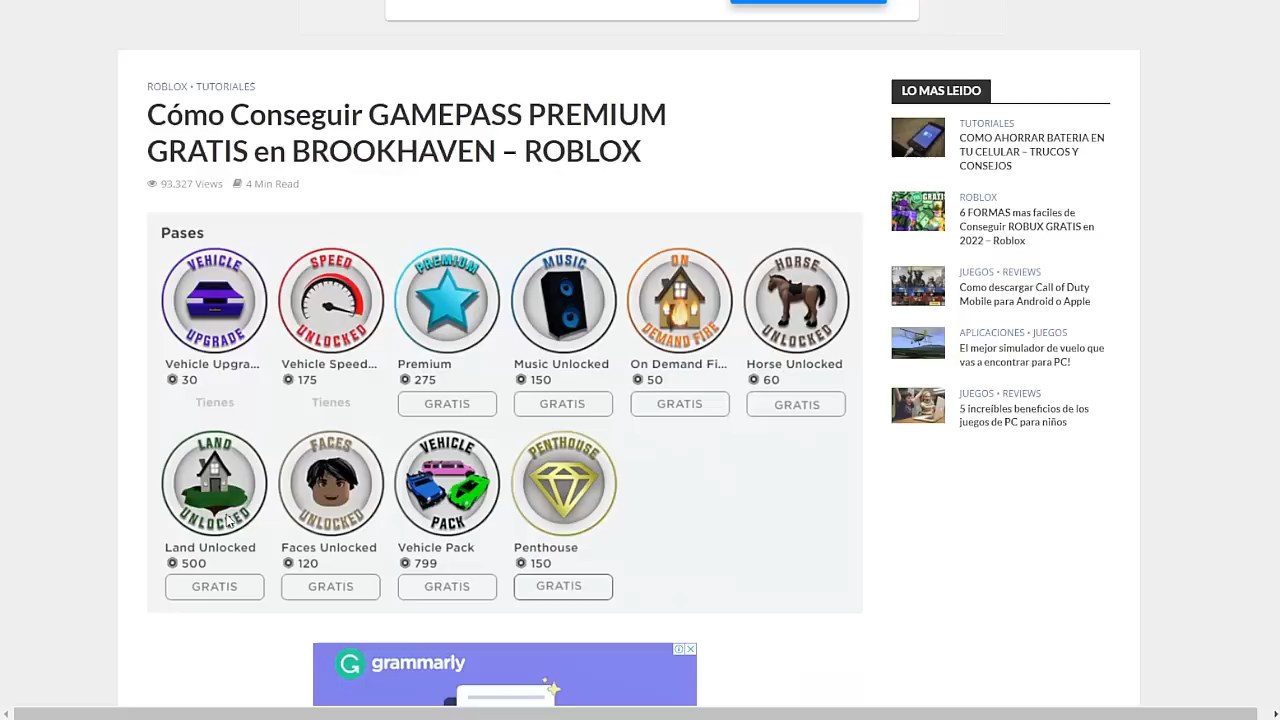 ROBLOX • TUTORIALES
Cómo Conseguir GAMEPASS PREMIUM
GRATIS en BROOKHAVEN – ROBLOX
93.327 Views 4 Min Read
Pases
VEHICLE UPGRADE
SPEED UNLOCKED
PREMIUM
MUSIC
ON DEMAND FIRE
HORSE UNLOCKED
Vehicle Upgra... Vehicle Speed... Premium Music Unlocked On Demand Fi... Horse Unlocked
30 175 275 150 50 60
Tienes Tienes GRATIS GRATIS GRATIS GRATIS
LAND UNLOCKED
FACES UNLOCKED
VEHICLE PACK
PENTHOUSE
Land Unlocked Faces Unlocked Vehicle Pack Penthouse
500 120 799 150
GRATIS GRATIS GRATIS GRATIS
G grammarly
LO MAS LEIDO
TUTORIALES
COMO AHORRAR BATERIA EN
TU CELULAR – TRUCOS Y
CONSEJOS
ROBLOX
6 FORMAS mas faciles de
Conseguir ROBUX GRATIS en
2022 – Roblox
JUEGOS • REVIEWS
Como descargar Call of Duty
Mobile para Android o Apple
APLICACIONES • JUEGOS
El mejor simulador de vuelo que
vas a encontrar para PC!
JUEGOS • REVIEWS
5 increíbles beneficios de los
juegos de PC para niños